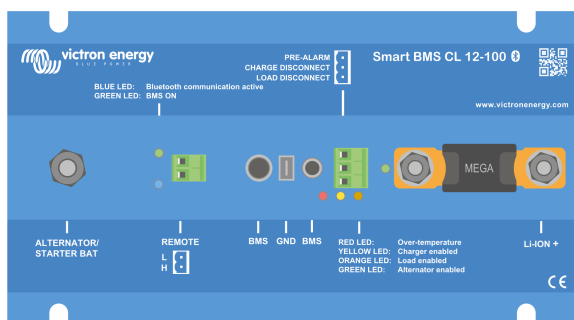 victron energy
BLUE POWER
PRE-ALARM
CHARGE DISCONNECT
LOAD DISCONNECT
Smart BMS CL 12-100
BLUE LED: Bluetooth communication active
GREEN LED: BMS ON
www.victronenergy.com
MEGA
ALTERNATOR/
STARTER BAT
REMOTE
L
H
BMS GND BMS
RED LED: Over-temperature
YELLOW LED: Charger enabled
ORANGE LED: Load enabled
GREEN LED: Alternator enabled
Li-ION +
CE